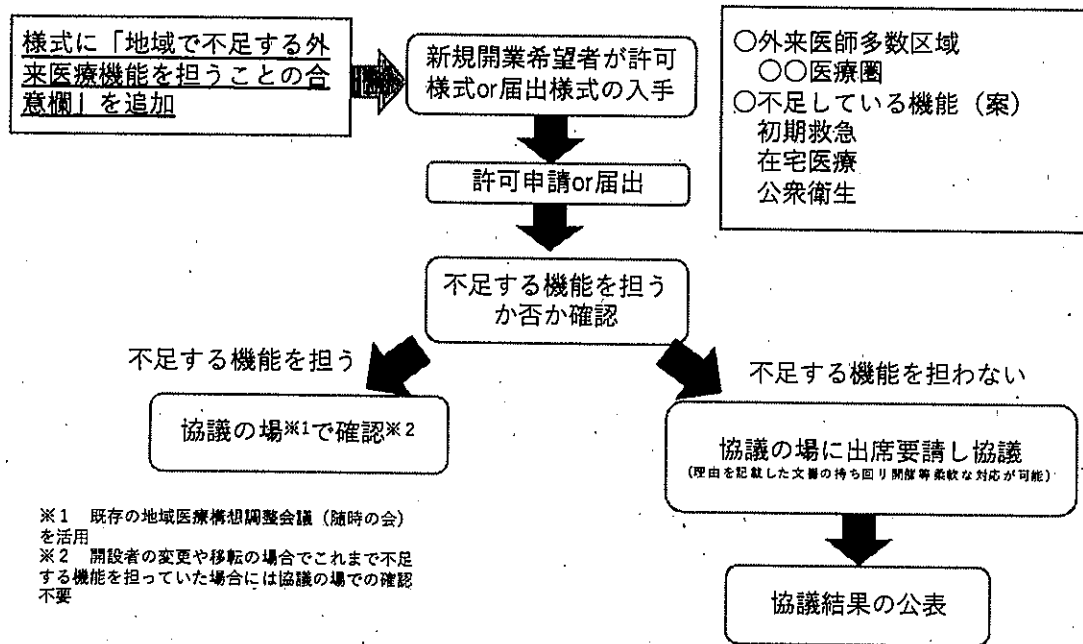 様式に「地域で不足する外
来医療機能を担うことの合
意欄」を追加
新規開業希望者が許可
様式or届出様式の入手
○外来医師多数区域
○○医療圏
○不足している機能（案）
初期救急
在宅医療
公衆衛生
許可申請or届出
不足する機能を担う
か否か確認
不足する機能を担う
不足する機能を担わない
協議の場※1で確認※2
協議の場に出席要請し協議
（理由を記載した文書の持ち回り開催等柔軟な対応が可能）
※1　既存の地域医療構想調整会議（随時の会）
を活用
※2　開設者の変更や移転の場合でこれまで不足
する機能を担っていた場合には協議の場での確認
不要
協議結果の公表